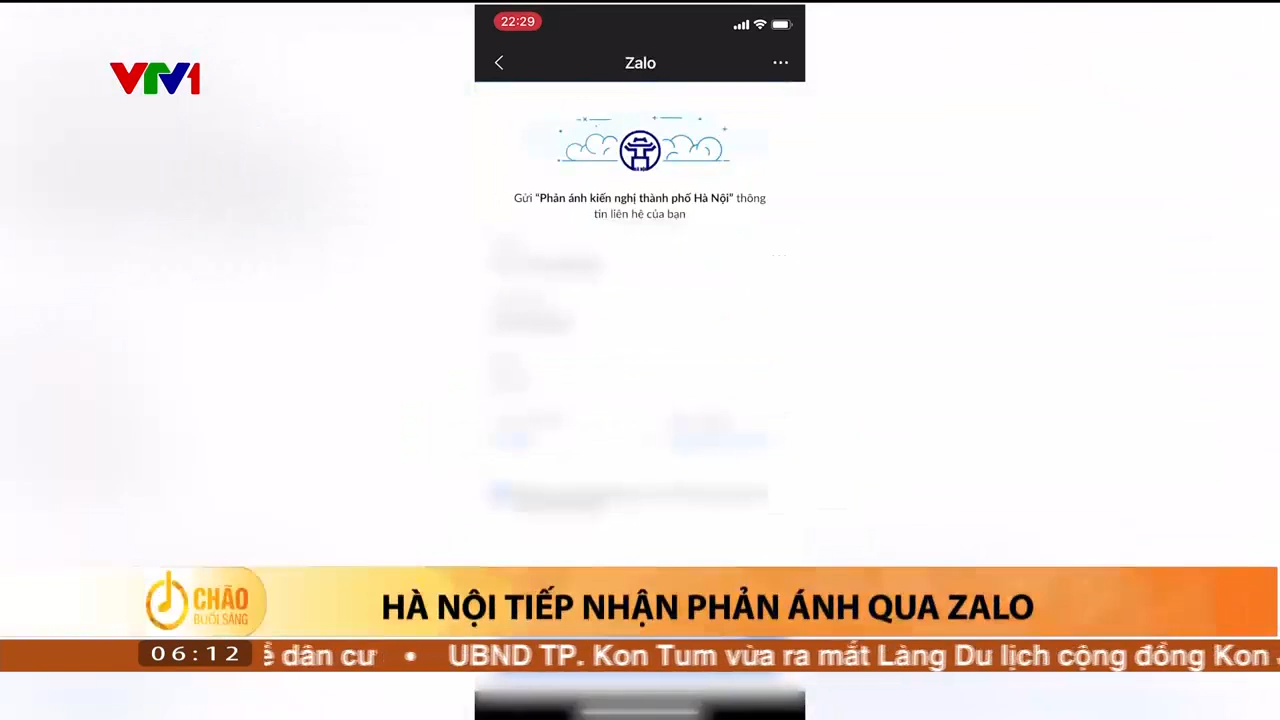 22:29
Zalo
VTV1
HÀ NỘI
Gửi “Phản ánh kiến nghị thành phố Hà Nội” thông
tin liên hệ của bạn
CHÀO
BUỔI SÁNG
HÀ NỘI TIẾP NHẬN PHẢN ÁNH QUA ZALO
06:12
dân cư • UBND TP. Kon Tum vừa ra mắt Làng Du lịch cộng đồng Kon